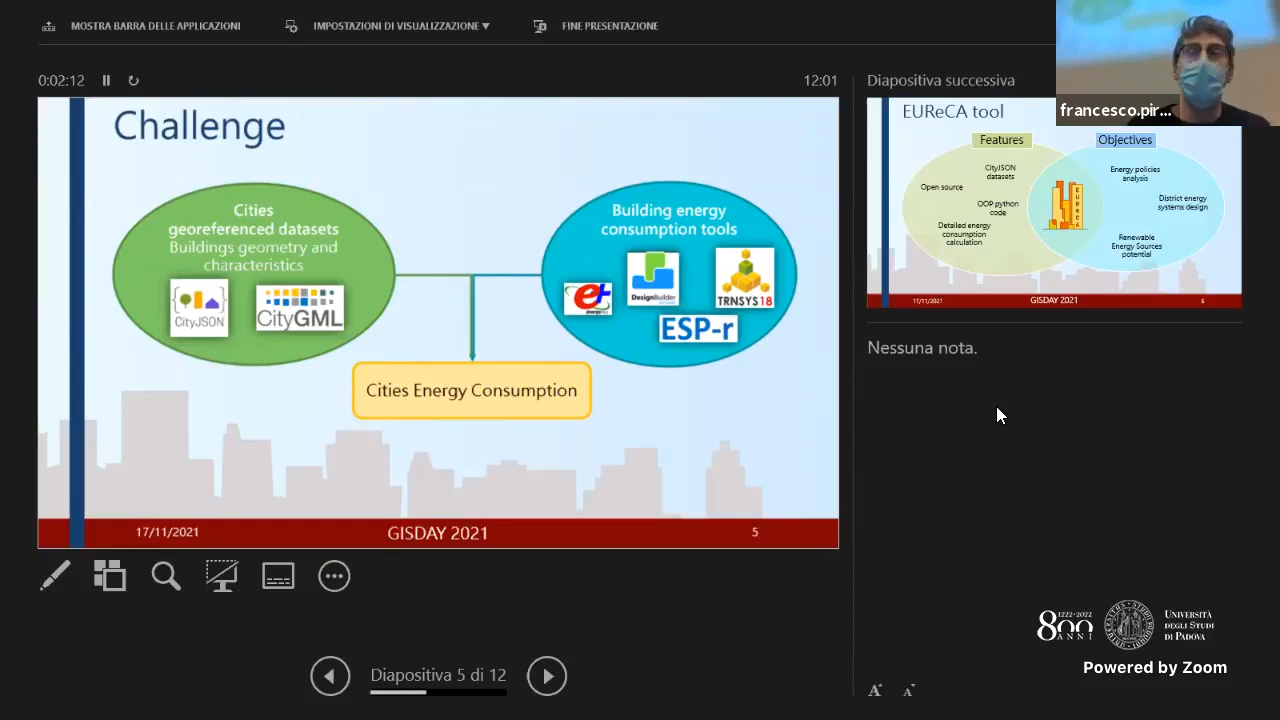 MOSTRA BARRA DELLE APPLICAZIONI
IMPOSTAZIONI DI VISUALIZZAZIONE ▼
FINE PRESENTAZIONE
francesco.pir...
0:02:12
12:01
Diapositiva successiva
Challenge
Cities
georeferenced datasets
Buildings geometry and
characteristics
CityJSON
CityGML
Building energy
consumption tools
DesignBuilder
TRNSYS18
ESP-r
Cities Energy Consumption
17/11/2021
GISDAY 2021
5
EUReCA tool
Features
Objectives
CityJSON
datasets
Open source
OOP python
code
Detailed energy
consumption
calculation
EUReCA
Energy policies
analysis
District energy
systems design
Renewable
Energy Sources
potential
17/11/2021
GISDAY 2021
6
Nessuna nota.
Diapositiva 5 di 12
1222·2022
800
ANNI
UNIVERSITÀ
DEGLI STUDI
DI PADOVA
Powered by Zoom
A A